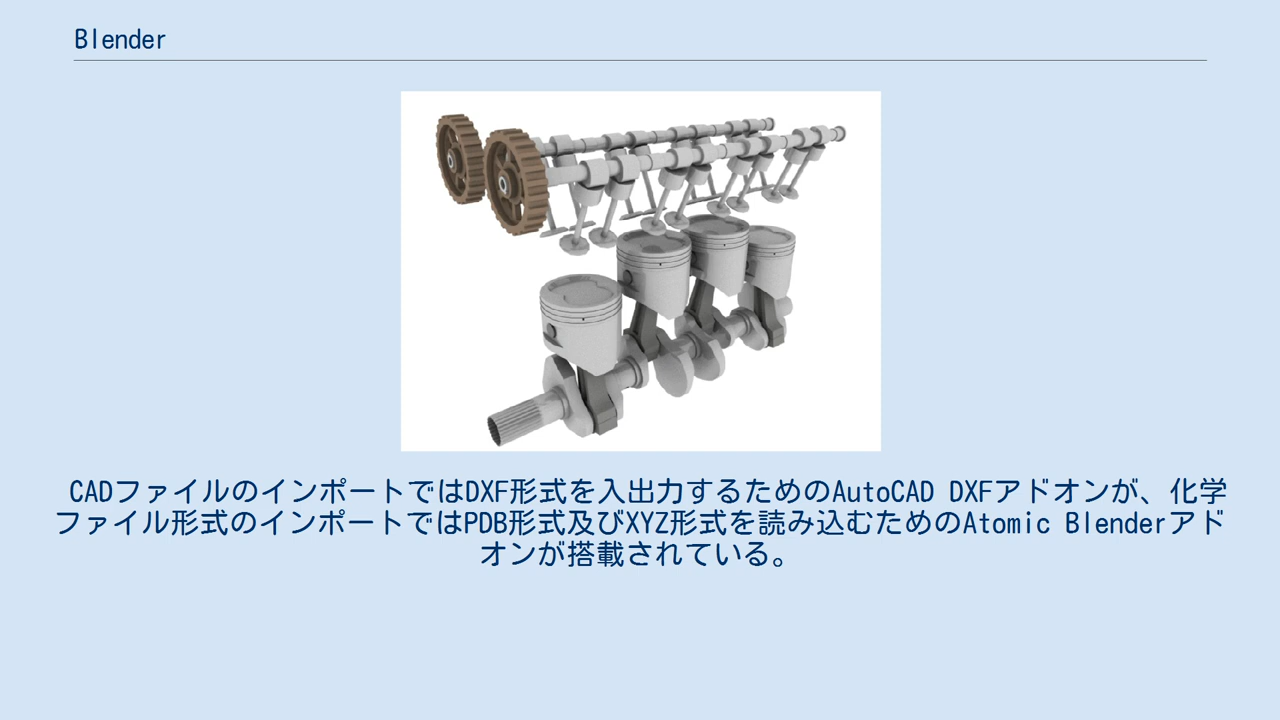 Blender
CADファイルのインポートではDXF形式を入出力するためのAutoCAD DXFアドオンが、化学
ファイル形式のインポートではPDB形式及びXYZ形式を読み込むためのAtomic Blenderアド
オンが搭載されている。